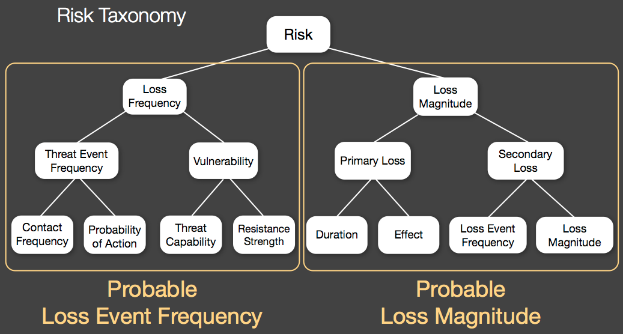 Risk Taxonomy
Risk
Loss
Frequency
Loss
Magnitude
Threat Event
Frequency
Vulnerability
Primary Loss
Secondary
Loss
Contact
Frequency
Probability
of Action
Threat
Capability
Resistance
Strength
Duration
Effect
Loss Event
Frequency
Loss
Magnitude
Probable
Loss Event Frequency
Probable
Loss Magnitude